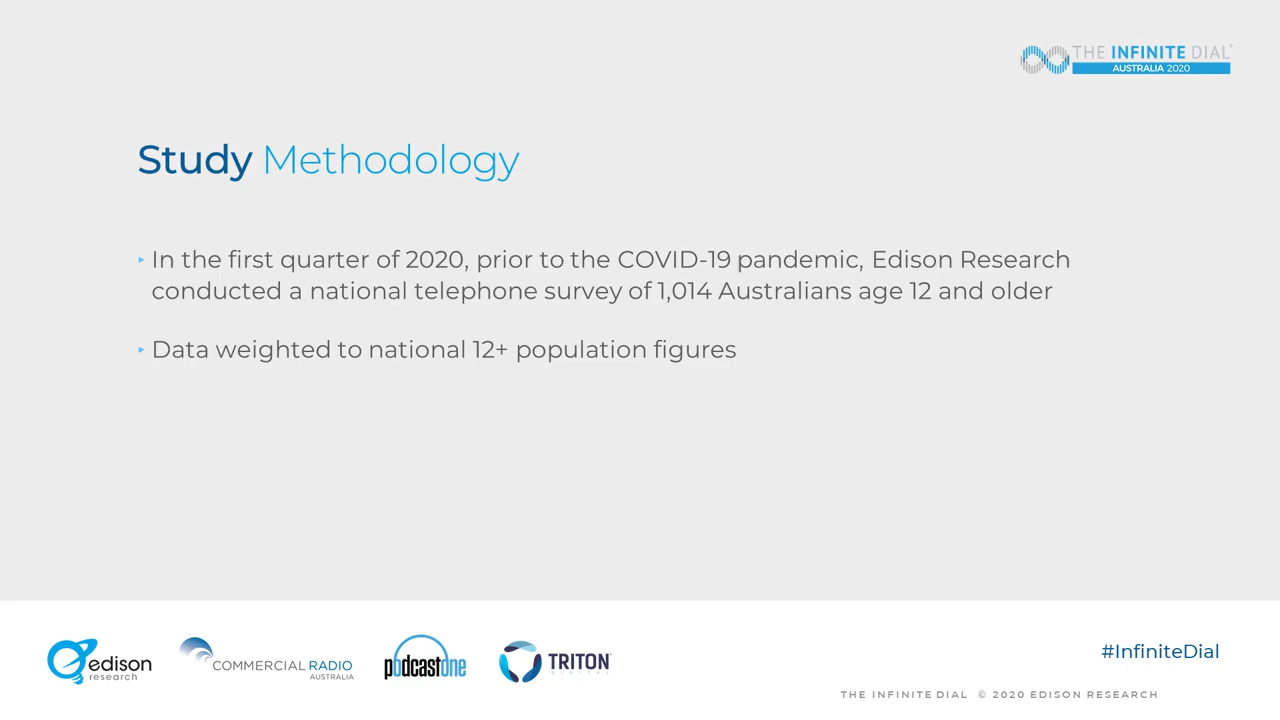 THE INFINITE DIAL®
AUSTRALIA 2020
Study Methodology
‣ In the first quarter of 2020, prior to the COVID-19 pandemic, Edison Research
conducted a national telephone survey of 1,014 Australians age 12 and older
‣ Data weighted to national 12+ population figures
edison
research
COMMERCIAL RADIO
AUSTRALIA
podcastone
TRITON
DIGITAL
#InfiniteDial
THE INFINITE DIAL © 2020 EDISON RESEARCH